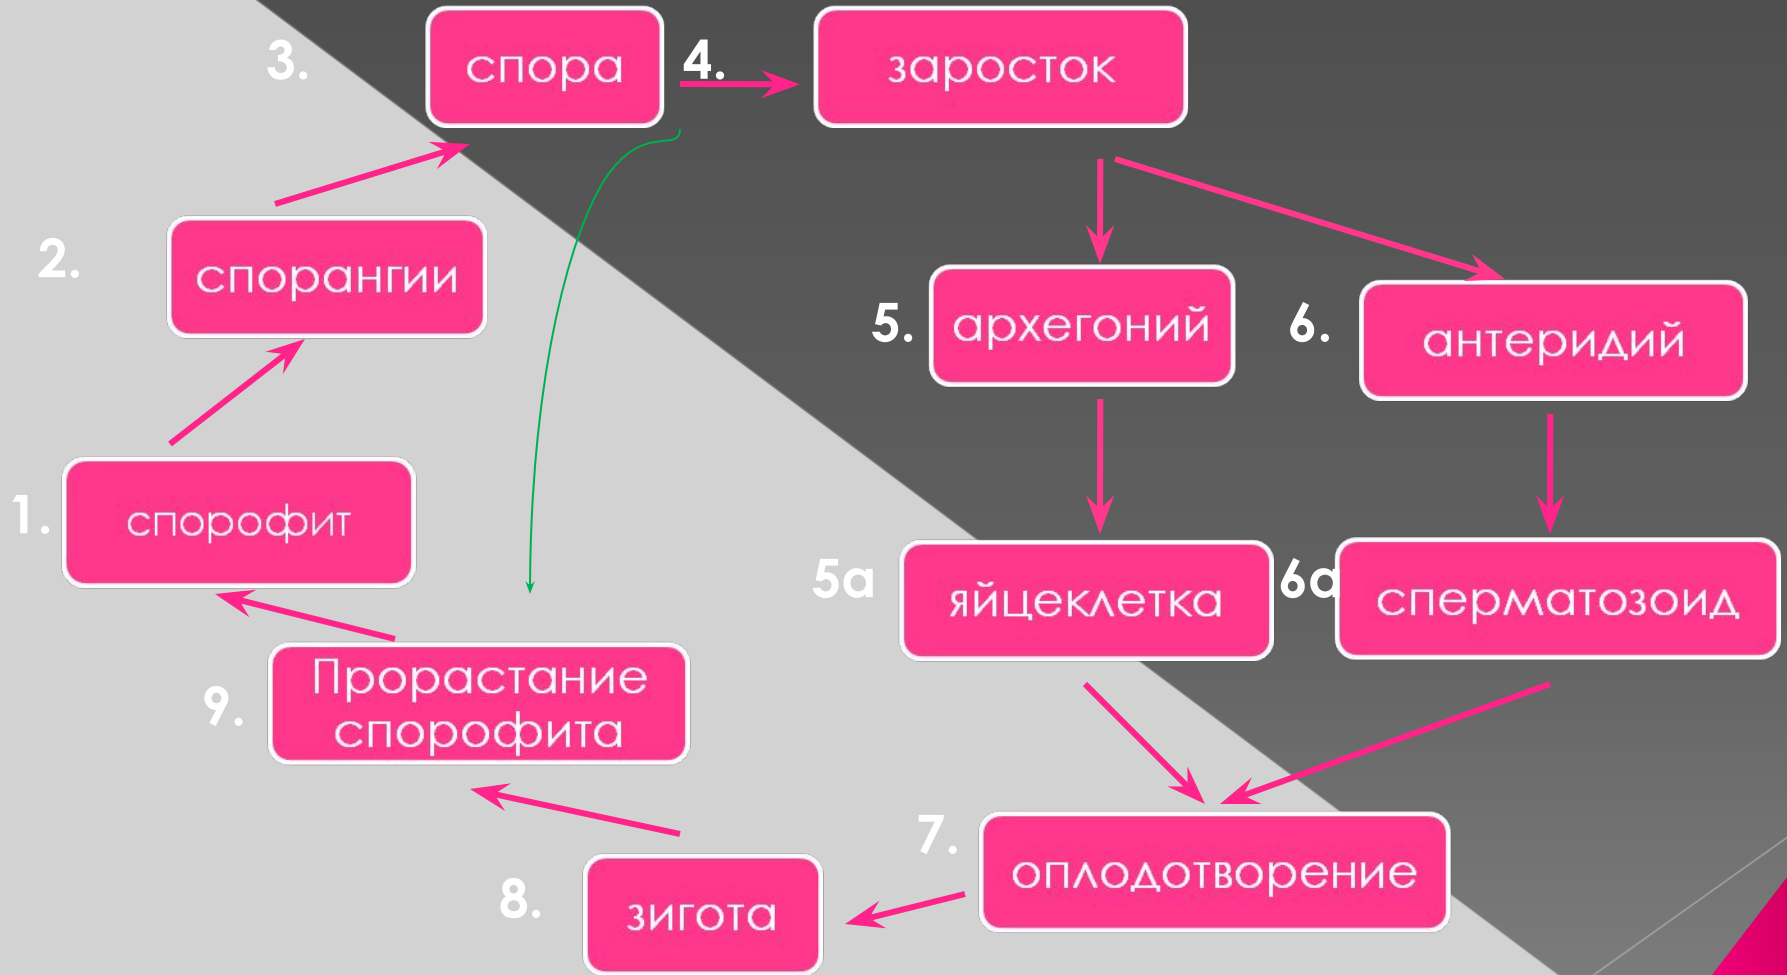 3. спора 4. заросток
2. спорангии
5. архегоний 6. антеридий
1. спорофит
5а яйцеклетка 6а сперматозоид
9. Прорастание
спорофита
7. оплодотворение
8. зигота